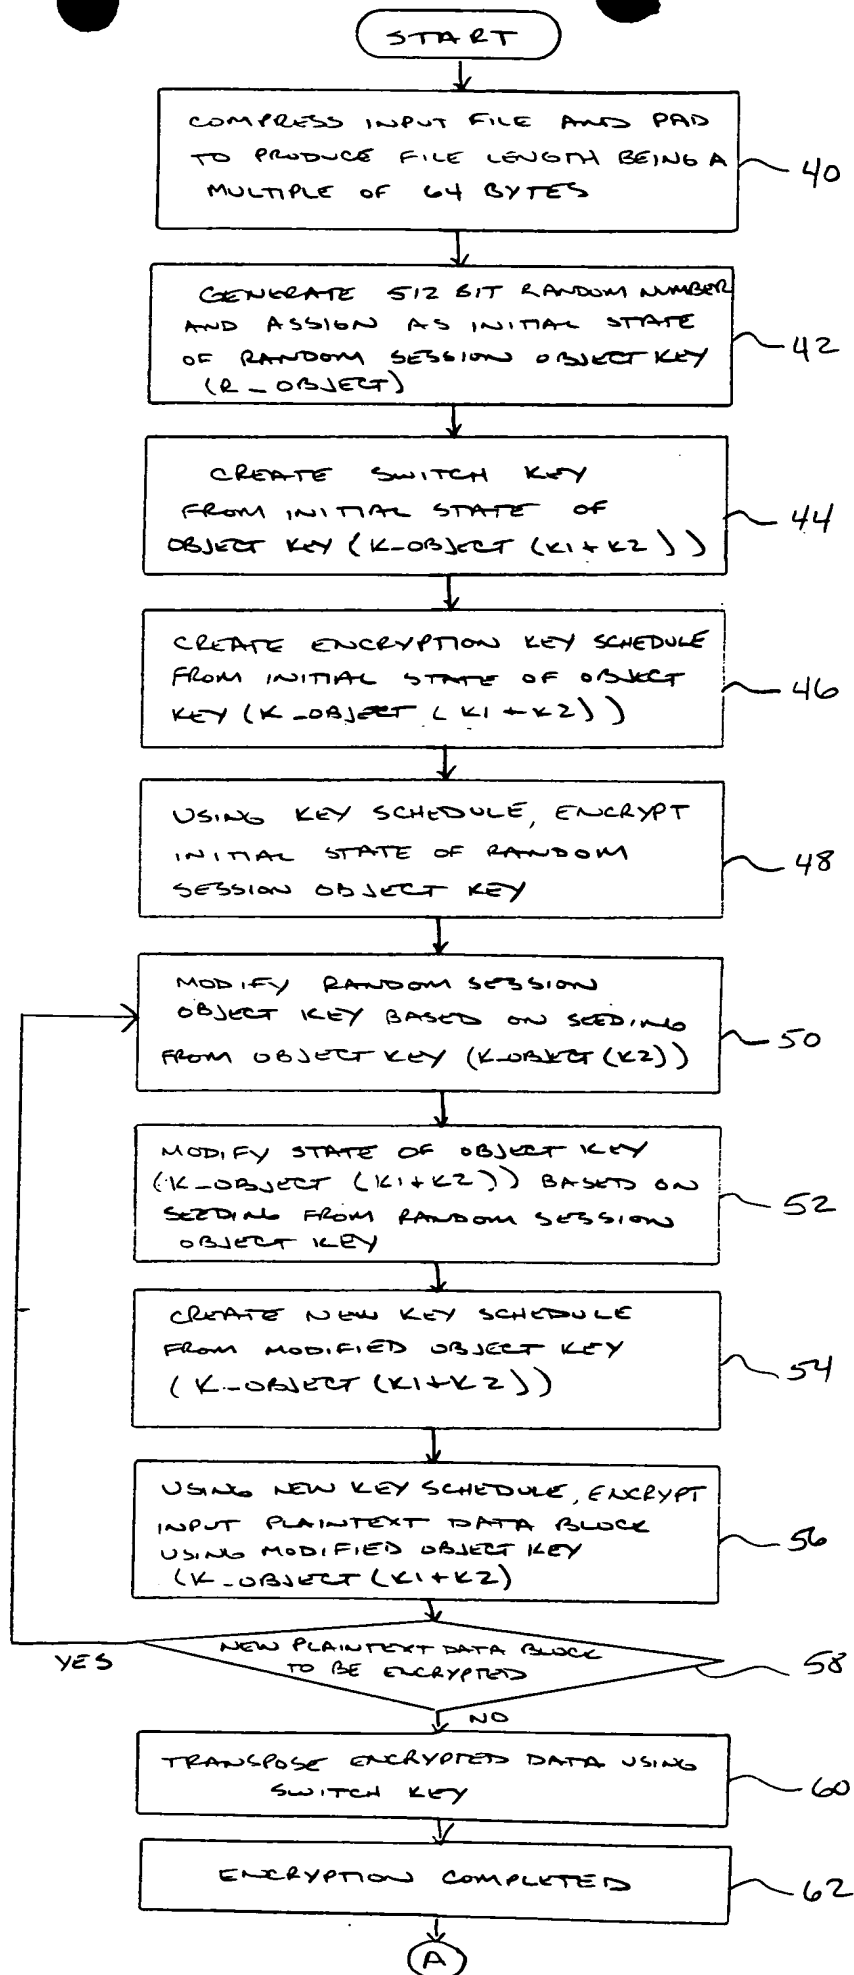 START
COMPRESS INPUT FILE AND PAD
TO PRODUCE FILE LENGTH BEING A
MULTIPLE OF 64 BYTES
40
GENERATE 512 BIT RANDOM NUMBER
AND ASSIGN AS INITIAL STATE
OF RANDOM SESSION OBJECT KEY
(R_OBJECT)
42
CREATE SWITCH KEY
FROM INITIAL STATE OF
OBJECT KEY (K_OBJECT (K1+K2))
44
CREATE ENCRYPTION KEY SCHEDULE
FROM INITIAL STATE OF OBJECT
KEY (K_OBJECT (K1+K2))
46
USING KEY SCHEDULE, ENCRYPT
INITIAL STATE OF RANDOM
SESSION OBJECT KEY
48
MODIFY RANDOM SESSION
OBJECT KEY BASED ON SEEDING
FROM OBJECT KEY (K_OBJECT (K2))
50
MODIFY STATE OF OBJECT KEY
(K_OBJECT (K1+K2)) BASED ON
SEEDING FROM RANDOM SESSION
OBJECT KEY
52
CREATE NEW KEY SCHEDULE
FROM MODIFIED OBJECT KEY
(K_OBJECT (K1+K2))
54
USING NEW KEY SCHEDULE, ENCRYPT
INPUT PLAINTEXT DATA BLOCK
USING MODIFIED OBJECT KEY
(K_OBJECT (K1+K2)
56
NEW PLAINTEXT DATA BLOCK
TO BE ENCRYPTED
58
YES
NO
TRANSPOSE ENCRYPTED DATA USING
SWITCH KEY
60
ENCRYPTION COMPLETED
62
A